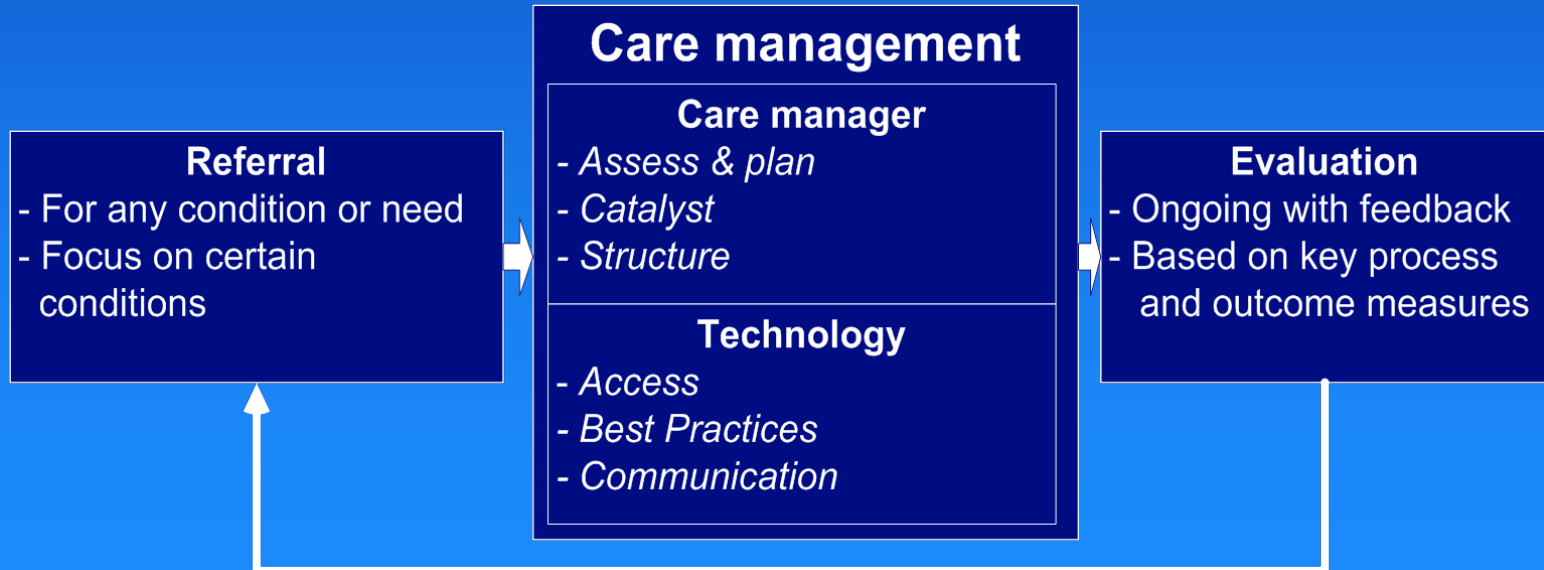 Care management
Care manager
- Assess & plan
- Catalyst
- Structure
Technology
- Access
- Best Practices
- Communication
Referral
- For any condition or need
- Focus on certain
conditions
Evaluation
- Ongoing with feedback
- Based on key process
and outcome measures